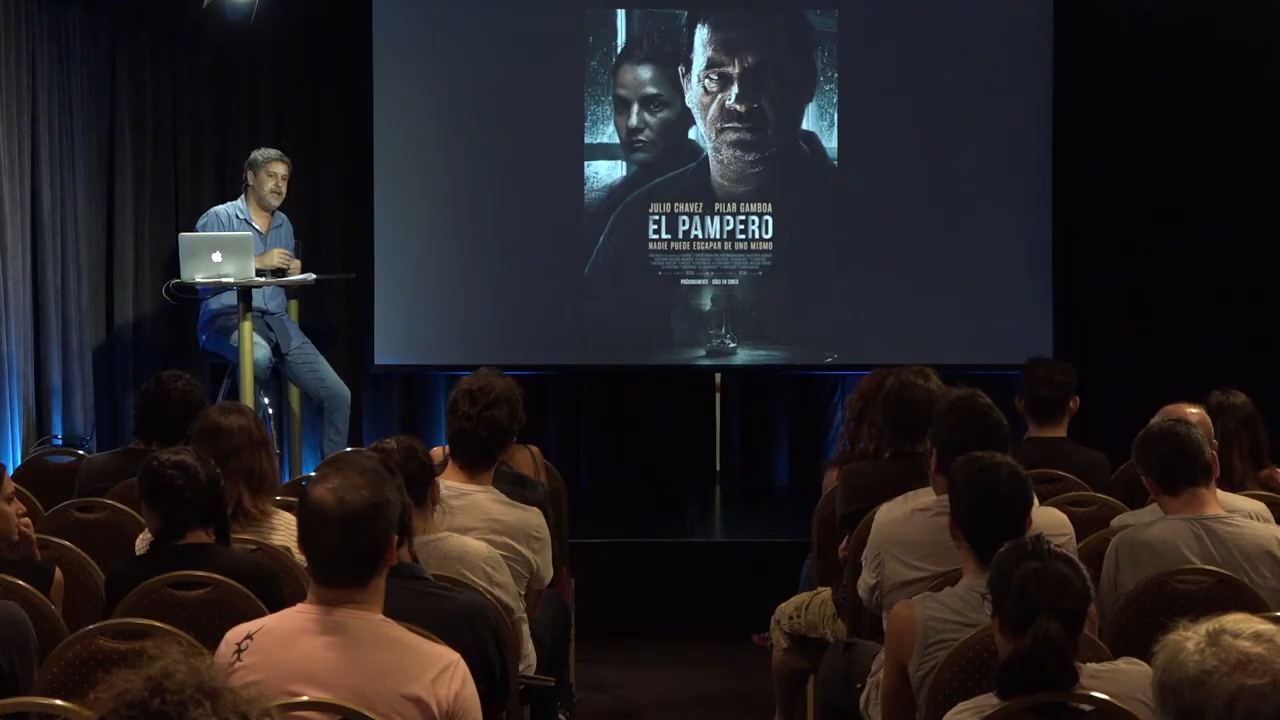 JULIO CHAVEZ PILAR GAMBOA
EL PAMPERO
NADIE PUEDE ESCAPAR DE UNO MISMO
PRÓXIMAMENTE SÓLO EN CINES